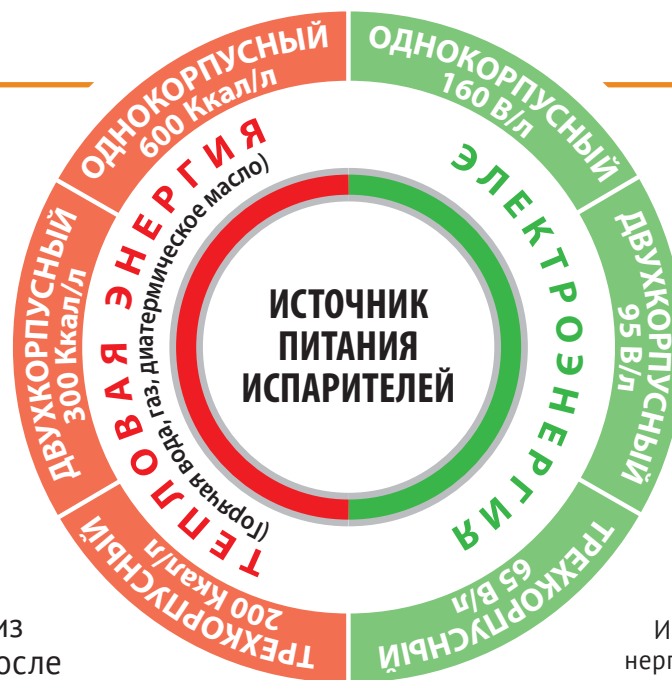 ОДНОКОРПУСНЫЙ
600 Ккал/л
ОДНОКОРПУСНЫЙ
160 В/л
ДВУХКОРПУСНЫЙ
300 Ккал/л
ДВУХКОРПУСНЫЙ
95 В/л
ТРЕХКОРПУСНЫЙ
200 Ккал/л
ТРЕХКОРПУСНЫЙ
65 В/л
ТЕПЛОВАЯ ЭНЕРГИЯ
(Горячая вода, газ, диатермическое масло)
ЭЛЕКТРОЭНЕРГИЯ
ИСТОЧНИК
ПИТАНИЯ
ИСПАРИТЕЛЕЙ
из